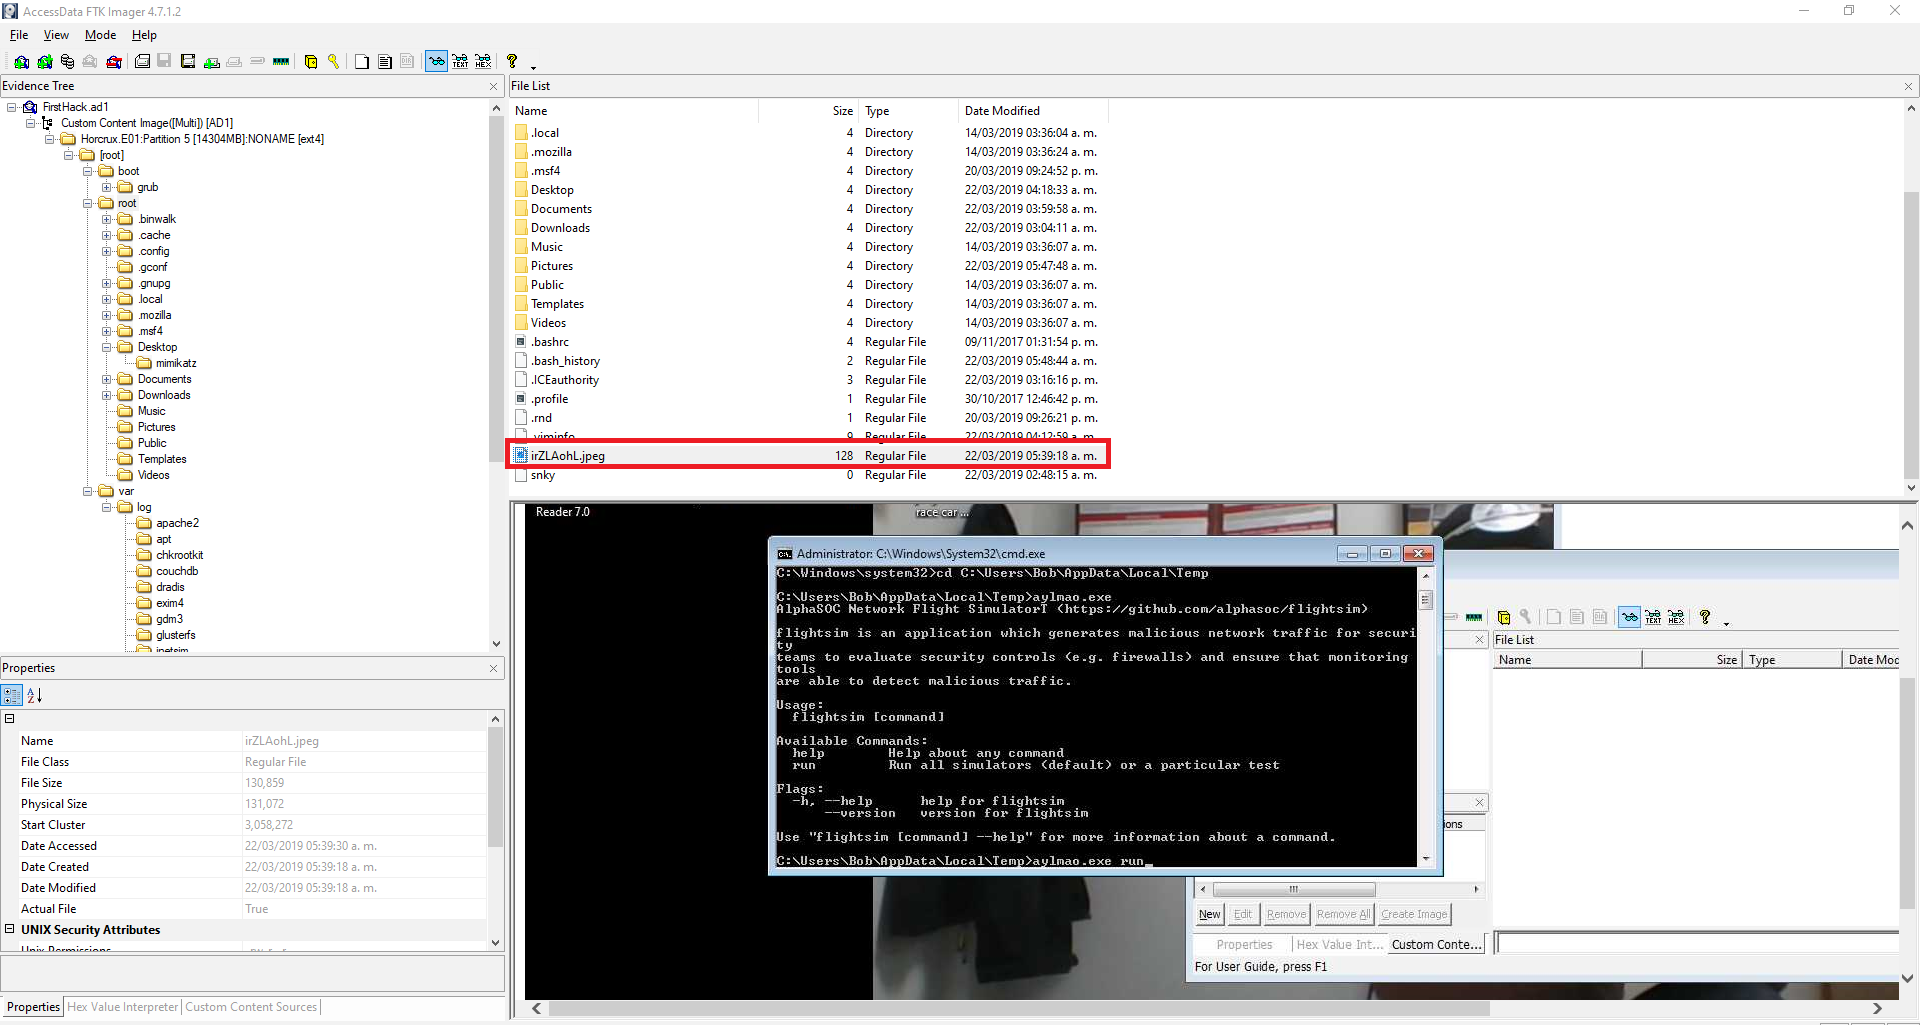 AccessData FTK Imager 4.7.1.2
File View Mode Help
Evidence Tree
FirstHack.ad1
Custom Content Image([Multi]) [AD1]
Horcrux.E01:Partition 5 [14304MB]:NONAME [ext4]
[root]
boot
grub
root
.binwalk
.cache
.config
.gconf
.gnupg
.local
.mozilla
.msf4
Desktop
mimikatz
Documents
Downloads
Music
Pictures
Public
Templates
Videos
var
log
apache2
apt
chkrootkit
couchdb
dradis
exim4
gdm3
glusterfs
inetsim
Properties
Name irZLAohL.jpeg
File Class Regular File
File Size 130,859
Physical Size 131,072
Start Cluster 3,058,272
Date Accessed 22/03/2019 05:39:30 a. m.
Date Created 22/03/2019 05:39:18 a. m.
Date Modified 22/03/2019 05:39:18 a. m.
Actual File True
UNIX Security Attributes
Unix Permissions
Properties Hex Value Interpreter Custom Content Sources
File List
Name Size Type Date Modified
.local 4 Directory 14/03/2019 03:36:04 a. m.
.mozilla 4 Directory 14/03/2019 03:36:24 a. m.
.msf4 4 Directory 20/03/2019 09:24:52 p. m.
Desktop 4 Directory 22/03/2019 04:18:33 a. m.
Documents 4 Directory 22/03/2019 03:59:58 a. m.
Downloads 4 Directory 22/03/2019 03:04:11 a. m.
Music 4 Directory 14/03/2019 03:36:07 a. m.
Pictures 4 Directory 22/03/2019 05:47:48 a. m.
Public 4 Directory 14/03/2019 03:36:07 a. m.
Templates 4 Directory 14/03/2019 03:36:07 a. m.
Videos 4 Directory 14/03/2019 03:36:07 a. m.
.bashrc 4 Regular File 09/11/2017 01:31:54 p. m.
.bash_history 2 Regular File 22/03/2019 05:48:44 a. m.
.ICEauthority 3 Regular File 22/03/2019 03:16:16 p. m.
.profile 1 Regular File 30/10/2017 12:46:42 p. m.
.rnd 1 Regular File 20/03/2019 09:26:21 p. m.
.viminfo 9 Regular File 22/03/2019 04:12:59 a. m.
irZLAohL.jpeg 128 Regular File 22/03/2019 05:39:18 a. m.
snky 0 Regular File 22/03/2019 02:48:15 a. m.
Reader 7.0
race car ...
Administrator: C:\Windows\System32\cmd.exe
C:\Windows\system32>cd C:\Users\Bob\AppData\Local\Temp
C:\Users\Bob\AppData\Local\Temp>aylmao.exe
AlphaSOC Network Flight SimulatorT (https://github.com/alphasoc/flightsim)
flightsim is an application which generates malicious network traffic for securi
ty
teams to evaluate security controls (e.g. firewalls) and ensure that monitoring
tools
are able to detect malicious traffic.
Usage:
flightsim [command]
Available Commands:
help Help about any command
run Run all simulators (default) or a particular test
Flags:
-h, --help help for flightsim
--version version for flightsim
Use "flightsim [command] --help" for more information about a command.
C:\Users\Bob\AppData\Local\Temp>aylmao.exe run_
File List
Name Size Type Date Moc
ions
New Edit Remove Remove All Create Image
Properties Hex Value Int... Custom Conte...
For User Guide, press F1